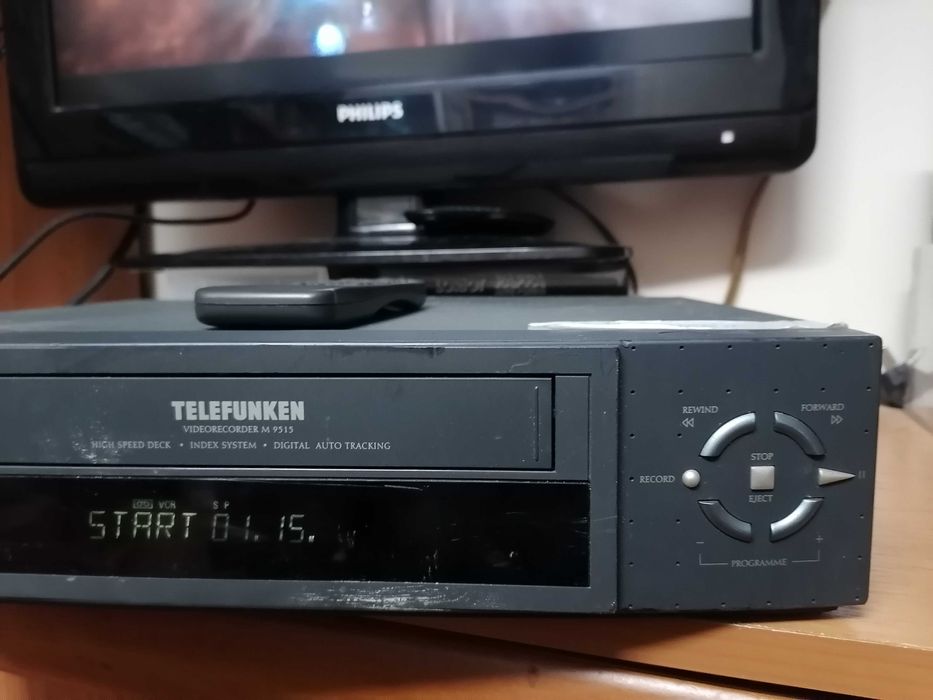 PHILIPS
TELEFUNKEN
VIDEORECORDER M 9515
HIGH SPEED DECK • INDEX SYSTEM • DIGITAL AUTO TRACKING
OSD VCR SP
START 01.15.
REWIND
FORWARD
STOP
RECORD
EJECT
- +
PROGRAMME